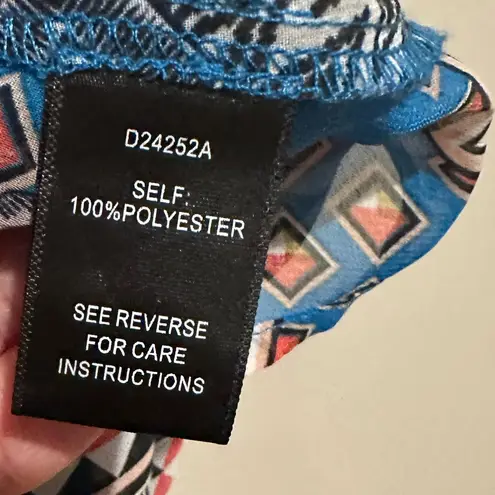 D24252A
SELF:
100%POLYESTER
SEE REVERSE
FOR CARE
INSTRUCTIONS